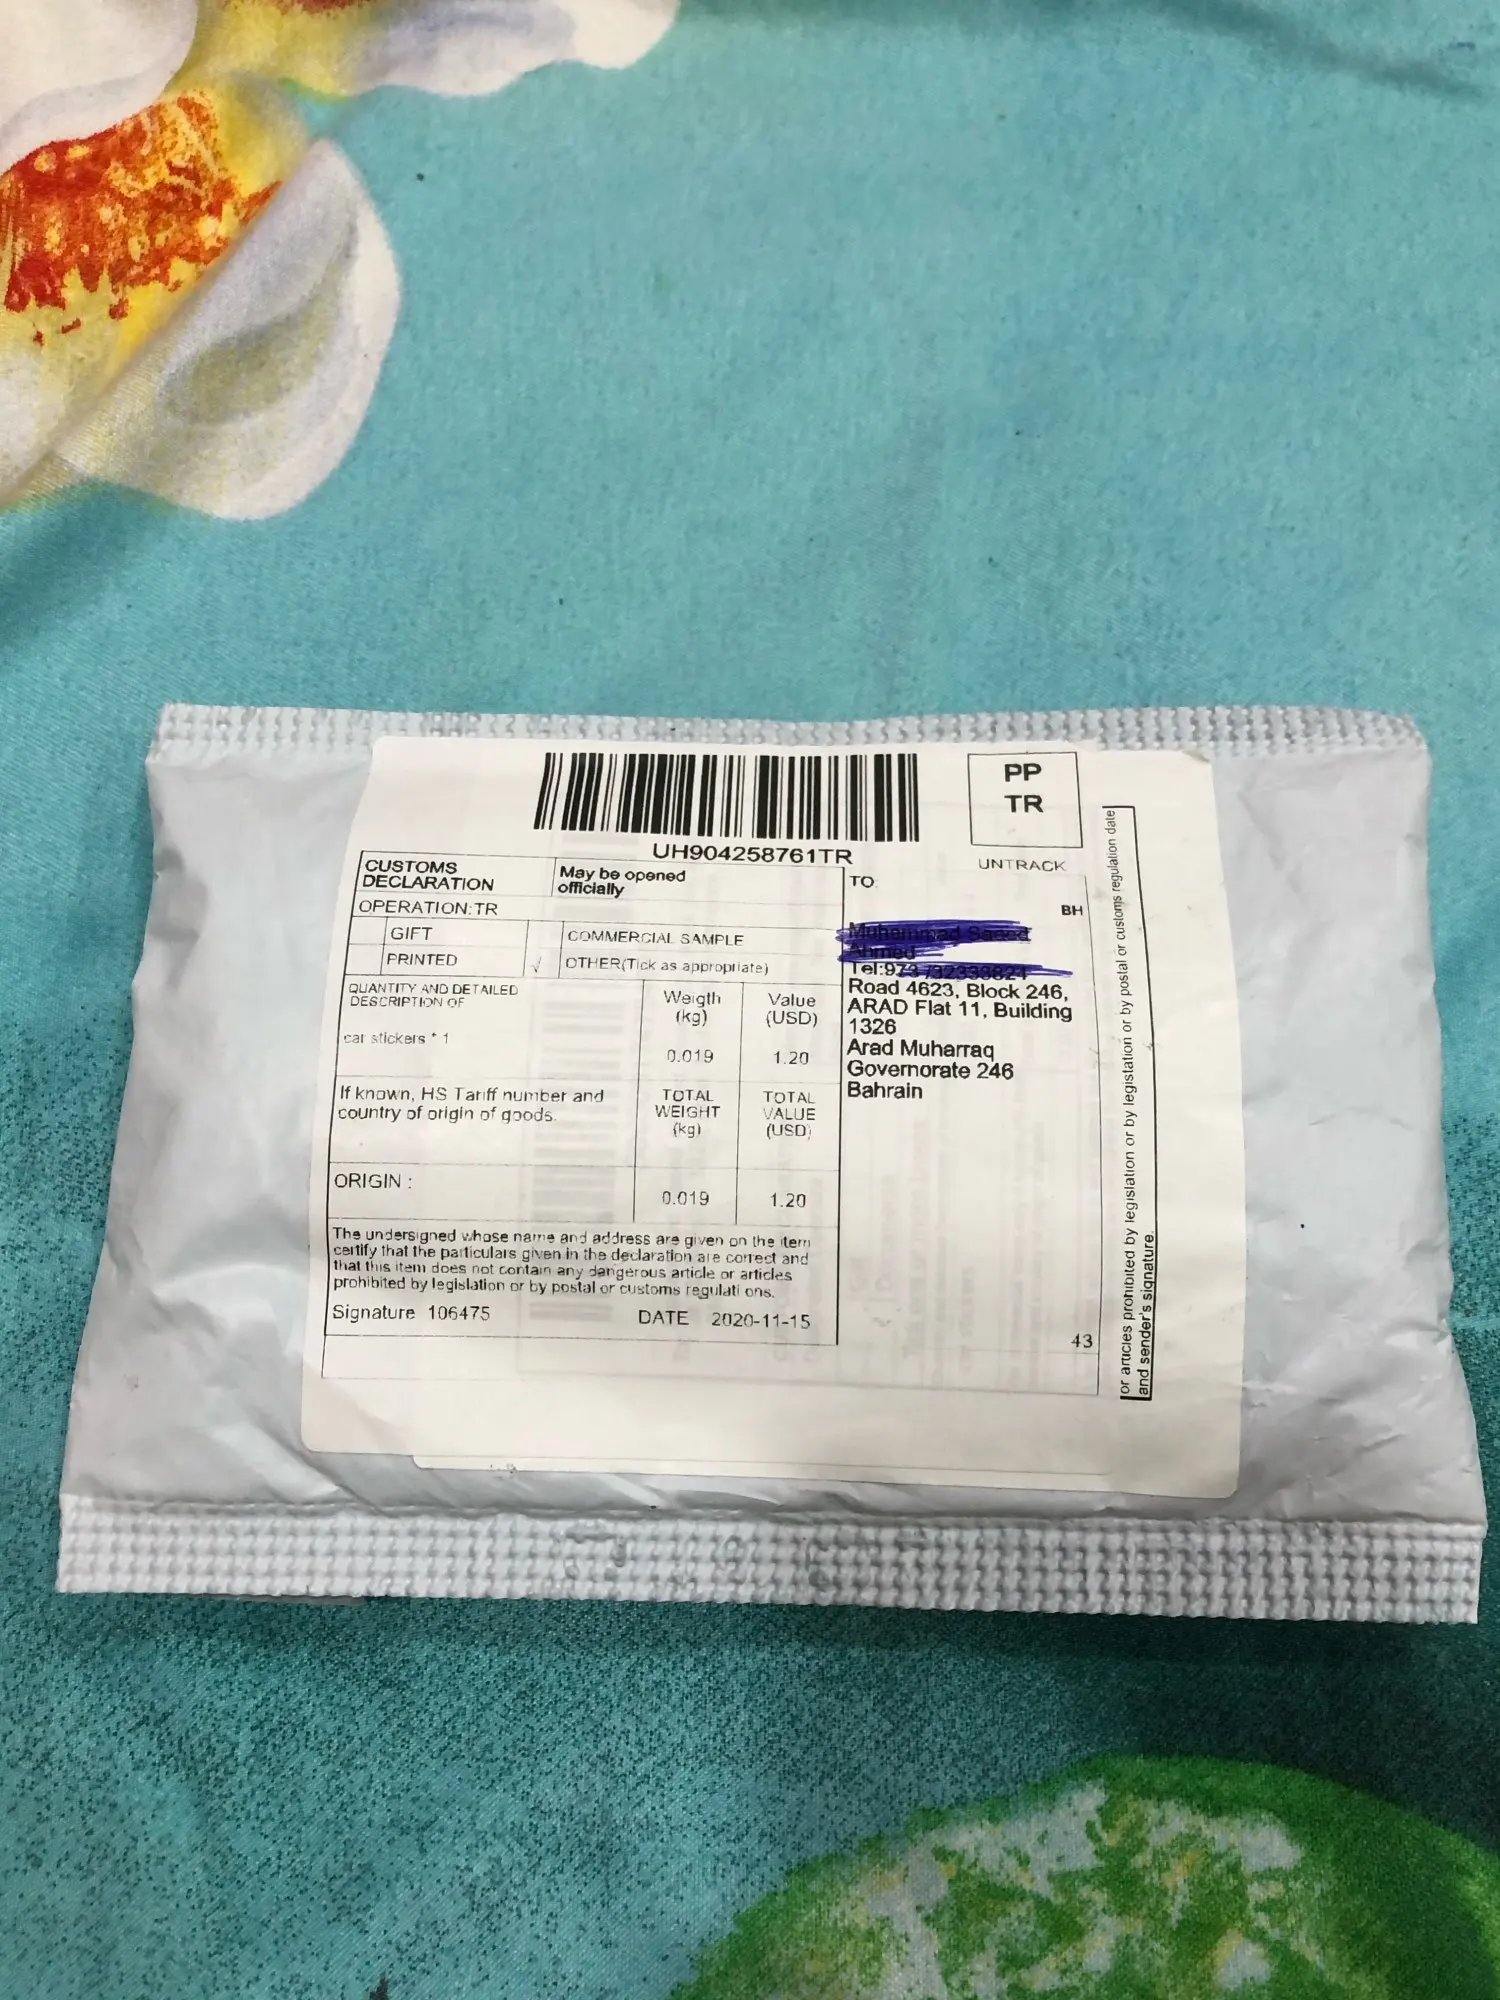 UH904258761TR
PP
TR
UNTRACK
CUSTOMS
DECLARATION
May be opened
officially
OPERATION:TR
GIFT
COMMERCIAL SAMPLE
PRINTED
√
OTHER(Tick as appropriate)
QUANTITY AND DETAILED
DESCRIPTION OF
Weigth
(kg)
Value
(USD)
car stickers * 1
0.019
1.20
If known, HS Tariff number and
country of origin of goods.
TOTAL
WEIGHT
(kg)
TOTAL
VALUE
(USD)
ORIGIN :
0.019
1.20
The undersigned whose name and address are given on the item
certify that the particulars given in the declaration are correct and
that this item does not contain any dangerous article or articles
prohibited by legislation or by postal or customs regulati ons.
Signature 106475
DATE 2020-11-15
TO:
BH
Tel:
Road 4623, Block 246,
ARAD Flat 11, Building
1326
Arad Muharraq
Governorate 246
Bahrain
43
or articles prohibited by legislation or by legistation or by postal or customs regulation date
and sender's signature.